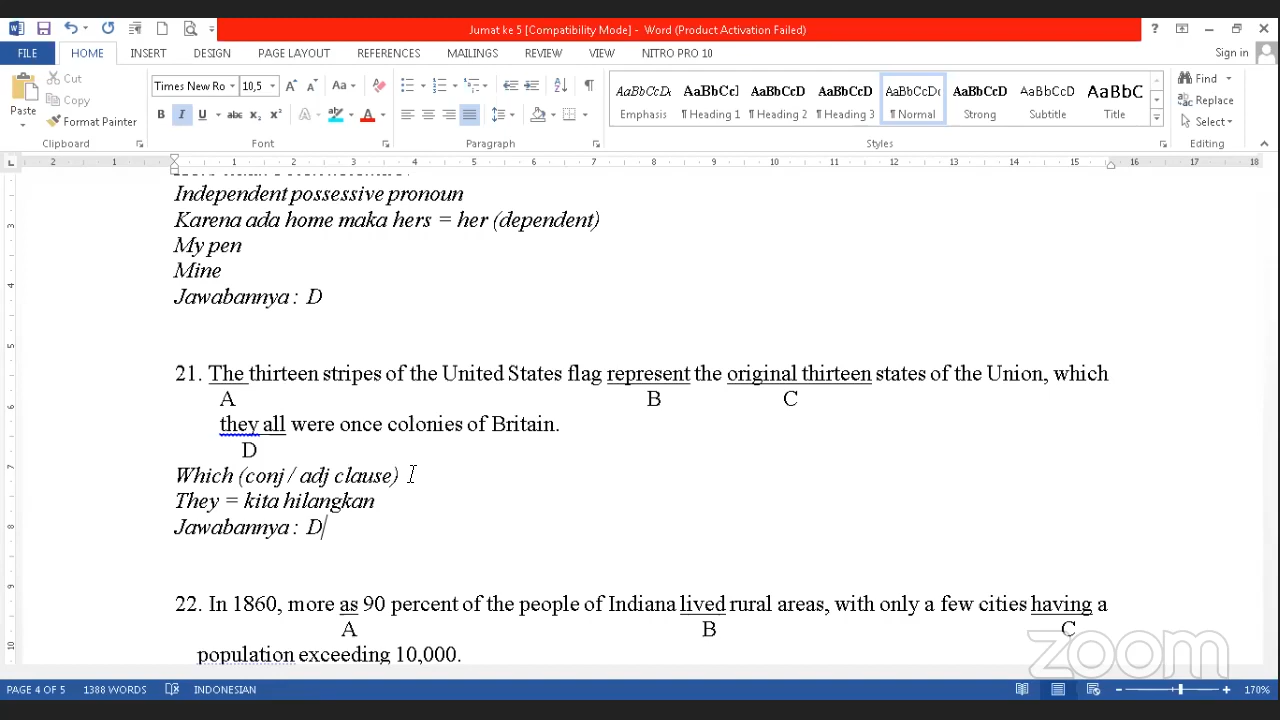 Jumat ke 5 [Compatibility Mode] - Word (Product Activation Failed)
FILE HOME INSERT DESIGN PAGE LAYOUT REFERENCES MAILINGS REVIEW VIEW NITRO PRO 10 Sign in
Cut
Copy
Format Painter
Paste
Clipboard
Times New Ro 10,5
Font
Paragraph
AaBbCcDc AaBbCcI AaBbCcD AaBbCcD AaBbCcDc AaBbCcD AaBbCcD AaBbC
Emphasis ¶ Heading 1 ¶ Heading 2 ¶ Heading 3 ¶ Normal Strong Subtitle Title
Styles
Find
Replace
Select
Editing
Independent possessive pronoun
Karena ada home maka hers = her (dependent)
My pen
Mine
Jawabannya : D
21. The thirteen stripes of the United States flag represent the original thirteen states of the Union, which
A B C
they all were once colonies of Britain.
D
Which (conj / adj clause)
They = kita hilangkan
Jawabannya : D
22. In 1860, more as 90 percent of the people of Indiana lived rural areas, with only a few cities having a
A B C
population exceeding 10,000.
zoom
PAGE 4 OF 5 1388 WORDS INDONESIAN 170%